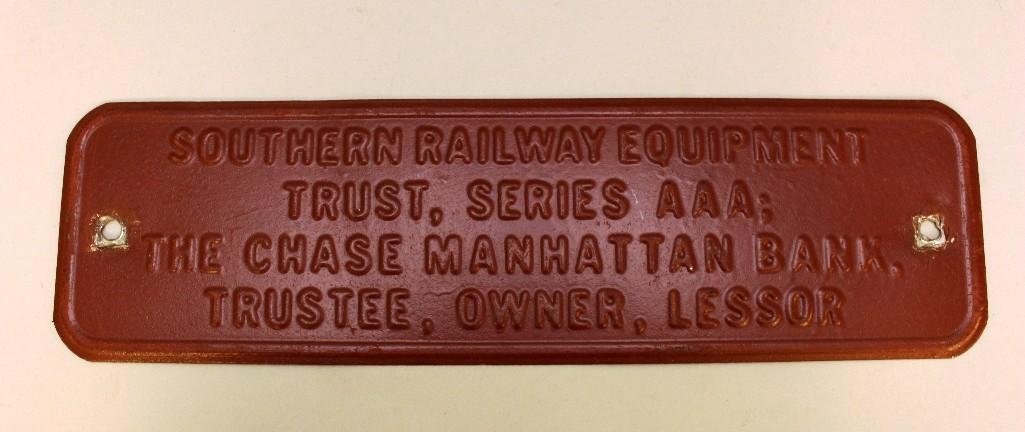 SOUTHERN RAILWAY EQUIPMENT
TRUST, SERIES AAA;
THE CHASE MANHATTAN BANK,
TRUSTEE, OWNER, LESSOR